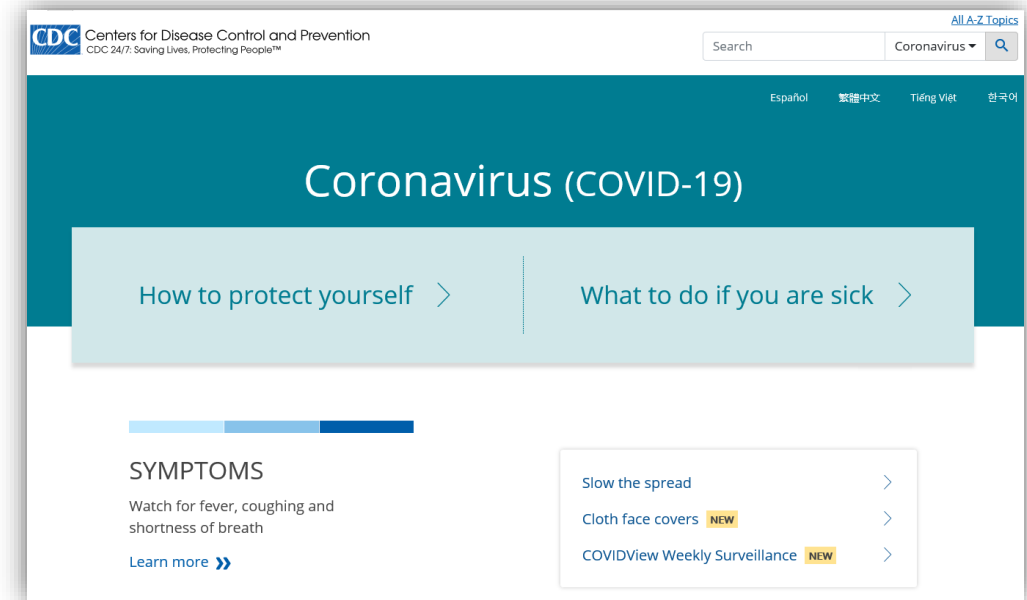 All A-Z Topics
CDC Centers for Disease Control and Prevention
CDC 24/7: Saving Lives, Protecting People™
Search
Coronavirus
Español 繁體中文 Tiếng Việt 한국어
Coronavirus (COVID-19)
How to protect yourself
What to do if you are sick
SYMPTOMS
Watch for fever, coughing and
shortness of breath
Learn more
Slow the spread
Cloth face covers NEW
COVIDView Weekly Surveillance NEW